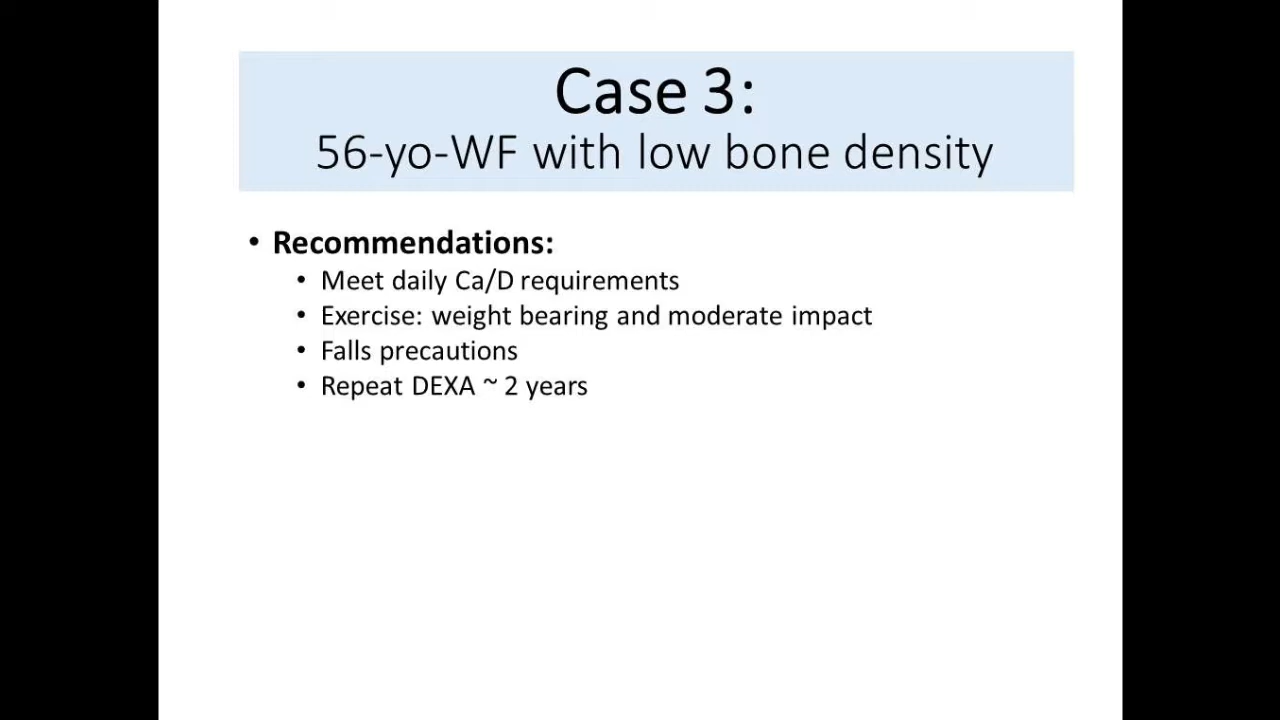 Case 3:
56-yo-WF with low bone density
• Recommendations:
• Meet daily Ca/D requirements
• Exercise: weight bearing and moderate impact
• Falls precautions
• Repeat DEXA ~ 2 years